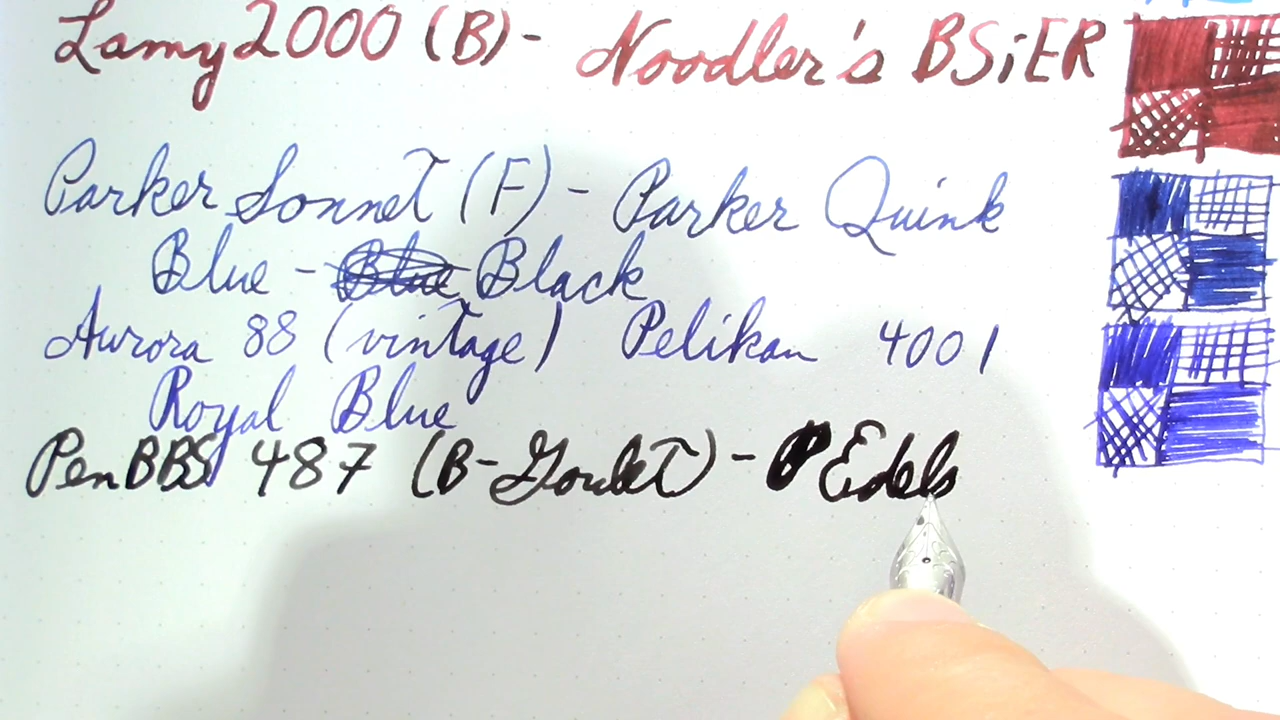 Lamy 2000 (B) - Noodler's BSiER
Parker Sonnet (F) - Parker Quink
Blue - Blue Black
Aurora 88 (vintage) Pelikan 4001
Royal Blue
PenBBS 487 (B-Goulet) - P Edels